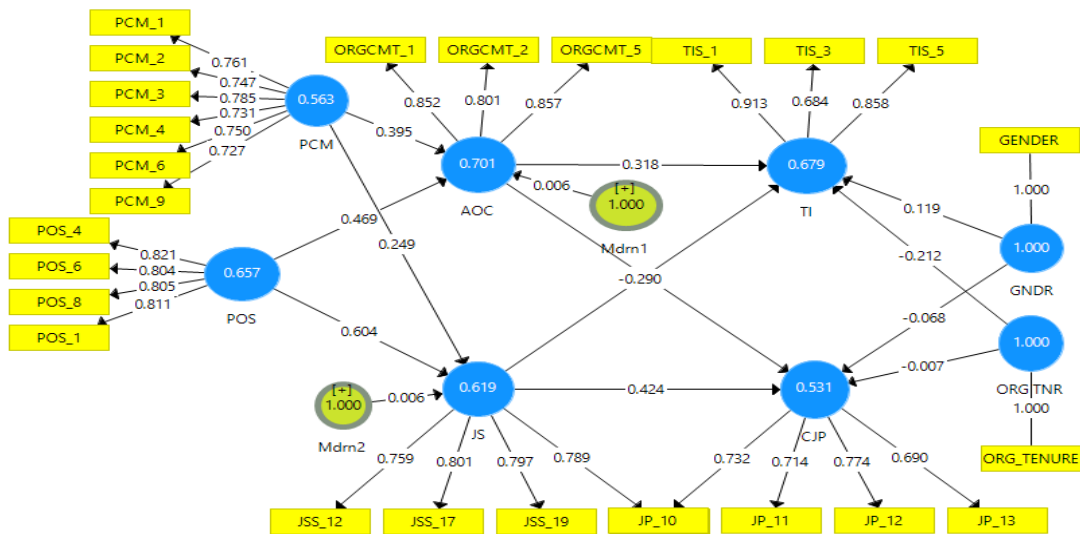 PCM_1
PCM_2
PCM_3
PCM_4
PCM_6
PCM_9
0.761
0.747
0.785
0.731
0.750
0.727
0.563
PCM
ORGCMT_1
ORGCMT_2
ORGCMT_5
0.852
0.801
0.857
TIS_1
TIS_3
TIS_5
0.913
0.684
0.858
0.395
0.701
AOC
0.318
0.679
TI
0.006
[+]
1.000
Mdrn1
GENDER
1.000
0.119
1.000
GNDR
-0.212
-0.068
POS_4
POS_6
POS_8
POS_1
0.821
0.804
0.805
0.811
0.657
POS
0.469
0.249
0.604
-0.290
1.000
ORG TNR
-0.007
1.000
ORG_TENURE
[+]
1.000
Mdrn2
0.006
0.619
JS
0.424
0.531
CJP
0.759
0.801
0.797
0.789
0.732
0.714
0.774
0.690
JSS_12
JSS_17
JSS_19
JP_10
JP_11
JP_12
JP_13